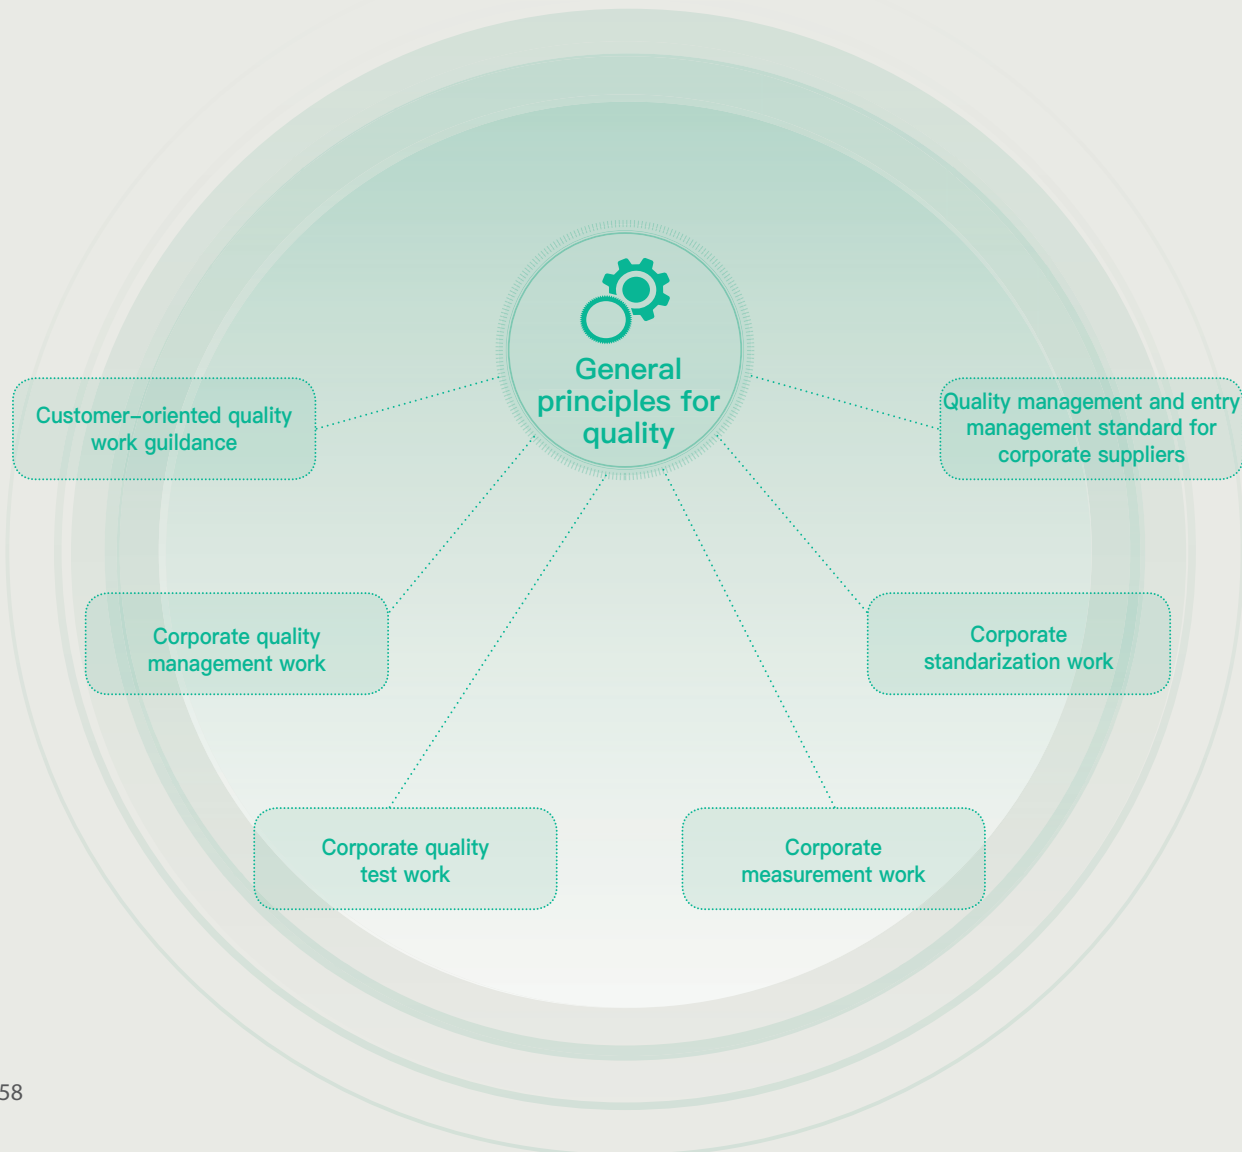 General
principles for
quality
Customer-oriented quality
work guildance
Quality management and entry
management standard for
corporate suppliers
Corporate quality
management work
Corporate
standarization work
Corporate quality
test work
Corporate
measurement work
58